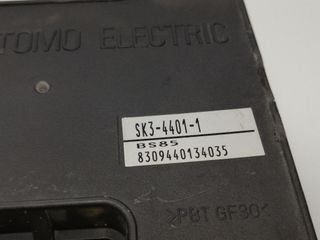 TOMO ELECTRIC
SK3-4401-1
BS85
8309440134035
>PBT GF30<